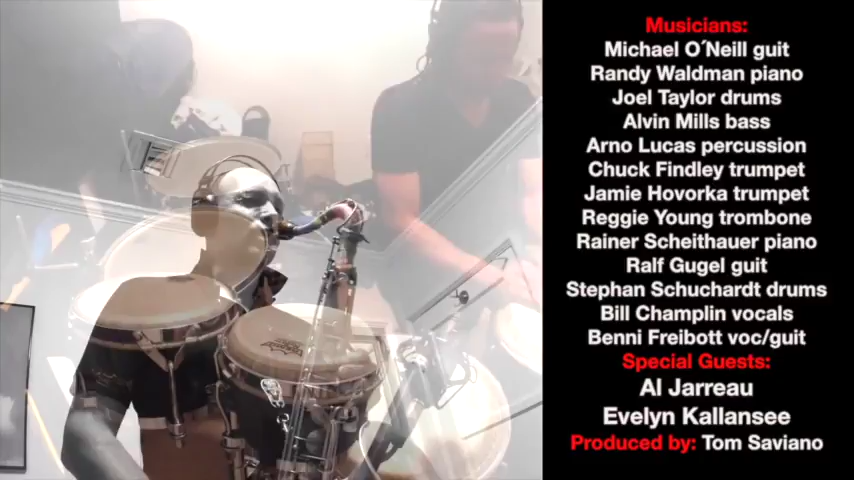 Musicians:
Michael O´Neill guit
Randy Waldman piano
Joel Taylor drums
Alvin Mills bass
Arno Lucas percussion
Chuck Findley trumpet
Jamie Hovorka trumpet
Reggie Young trombone
Rainer Scheithauer piano
Ralf Gugel guit
Stephan Schuchardt drums
Bill Champlin vocals
Benni Freibott voc/guit
Special Guests:
Al Jarreau
Evelyn Kallansee
Produced by: Tom Saviano